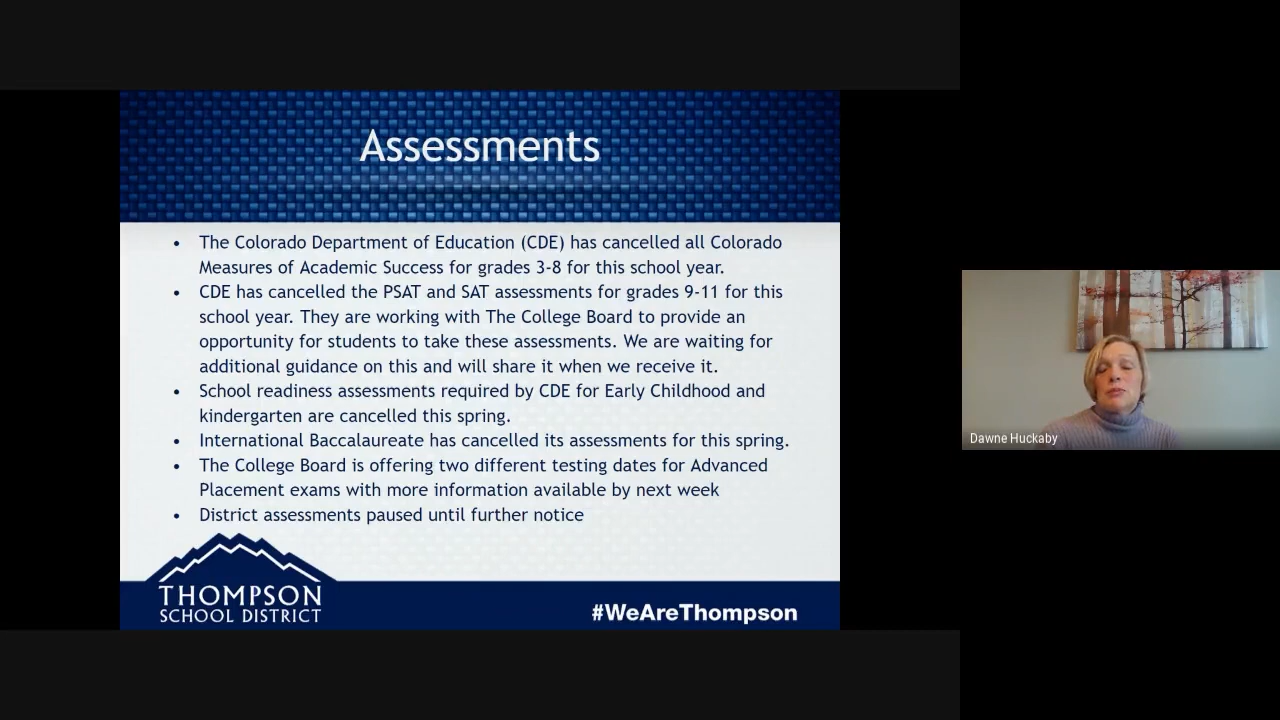 Assessments
• The Colorado Department of Education (CDE) has cancelled all Colorado
Measures of Academic Success for grades 3-8 for this school year.
• CDE has cancelled the PSAT and SAT assessments for grades 9-11 for this
school year. They are working with The College Board to provide an
opportunity for students to take these assessments. We are waiting for
additional guidance on this and will share it when we receive it.
• School readiness assessments required by CDE for Early Childhood and
kindergarten are cancelled this spring.
• International Baccalaureate has cancelled its assessments for this spring.
• The College Board is offering two different testing dates for Advanced
Placement exams with more information available by next week
• District assessments paused until further notice
THOMPSON
SCHOOL DISTRICT
#WeAreThompson
Dawne Huckaby